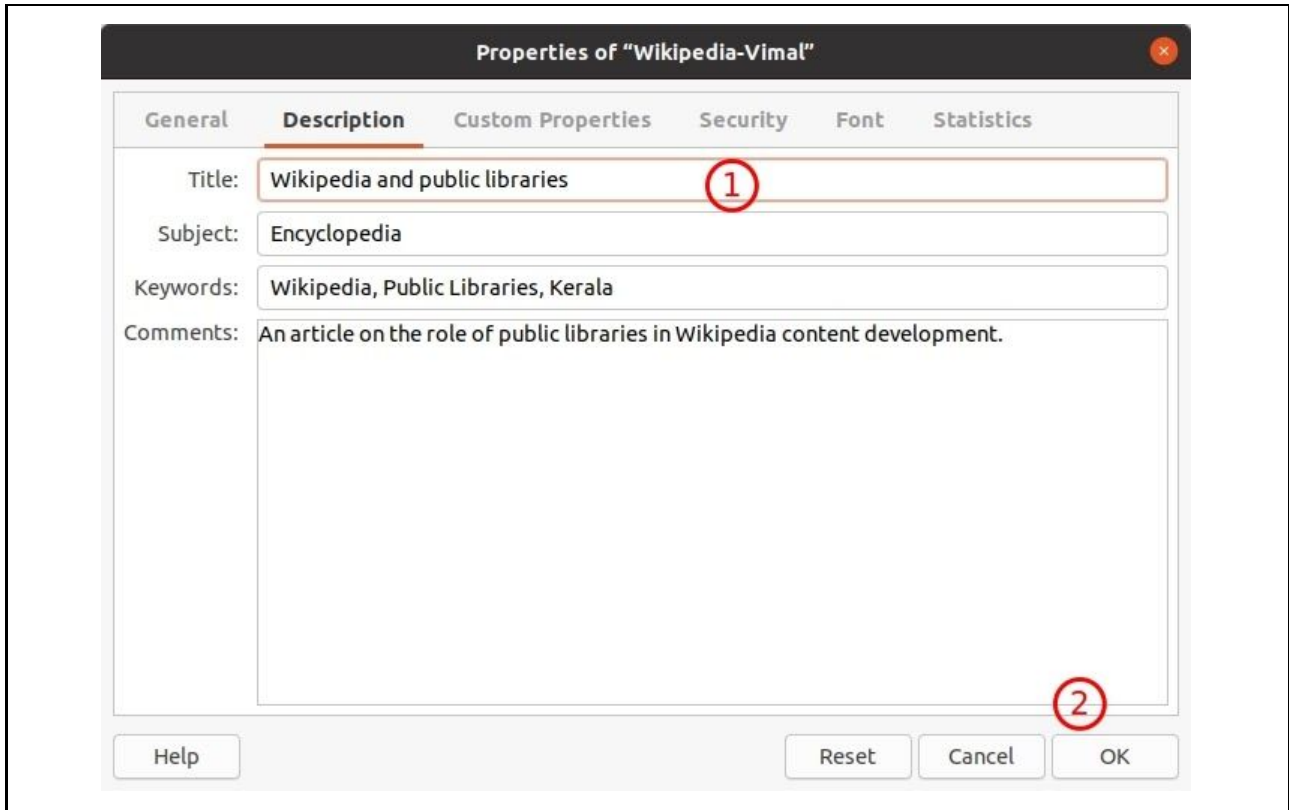 Properties of “Wikipedia-Vimal”
General Description Custom Properties Security Font Statistics
Title: Wikipedia and public libraries 1
Subject: Encyclopedia
Keywords: Wikipedia, Public Libraries, Kerala
Comments: An article on the role of public libraries in Wikipedia content development.
2
Help Reset Cancel OK